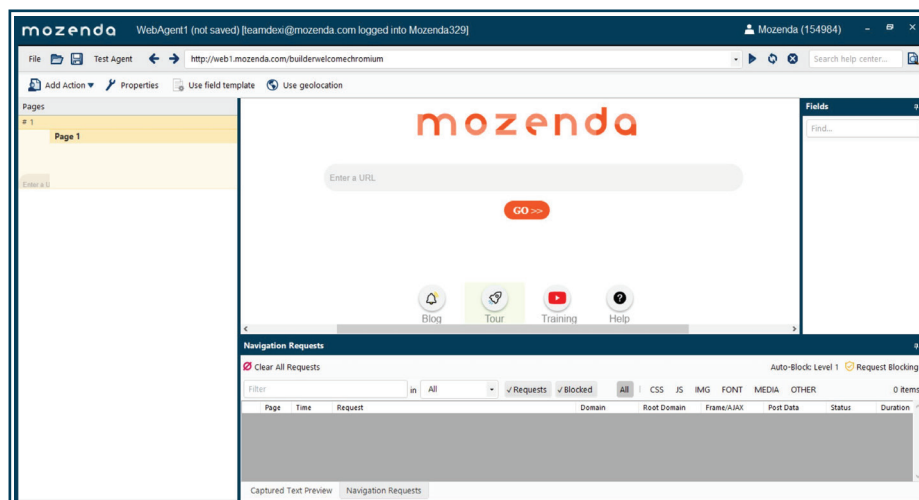 mozenda WebAgent1 (not saved) [teamdexi@mozenda.com logged into Mozenda329] Mozenda (154984)
File Test Agent http://web1.mozenda.com/builderwelcomechromium Search help center...
Add Action Properties Use field template Use geolocation
Pages
# 1
Page 1
Enter a U
mozenda
Enter a URL
GO >>
Blog Tour Training Help
Fields
Find...
Navigation Requests
Clear All Requests Auto-Block: Level 1 Request Blocking
Filter in All ✓Requests ✓Blocked All CSS JS IMG FONT MEDIA OTHER 0 items
Page Time Request Domain Root Domain Frame/AJAX Post Data Status Duration
Captured Text Preview Navigation Requests